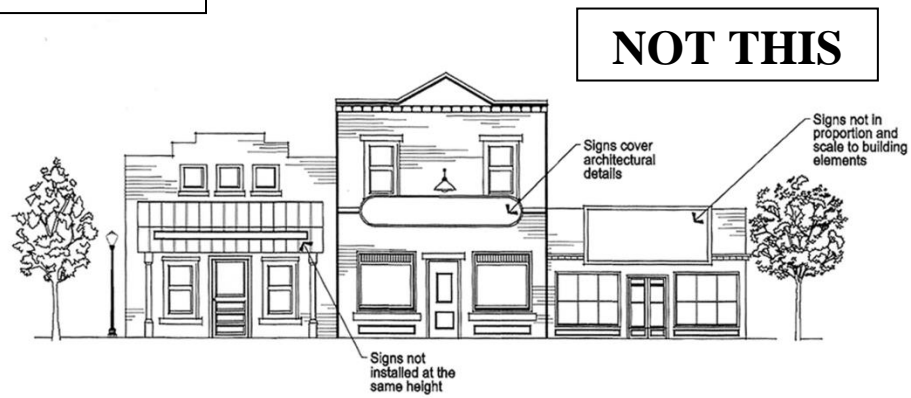 NOT THIS
Signs not in
proportion and
scale to building
elements
Signs cover
architectural
details
Signs not
installed at the
same height